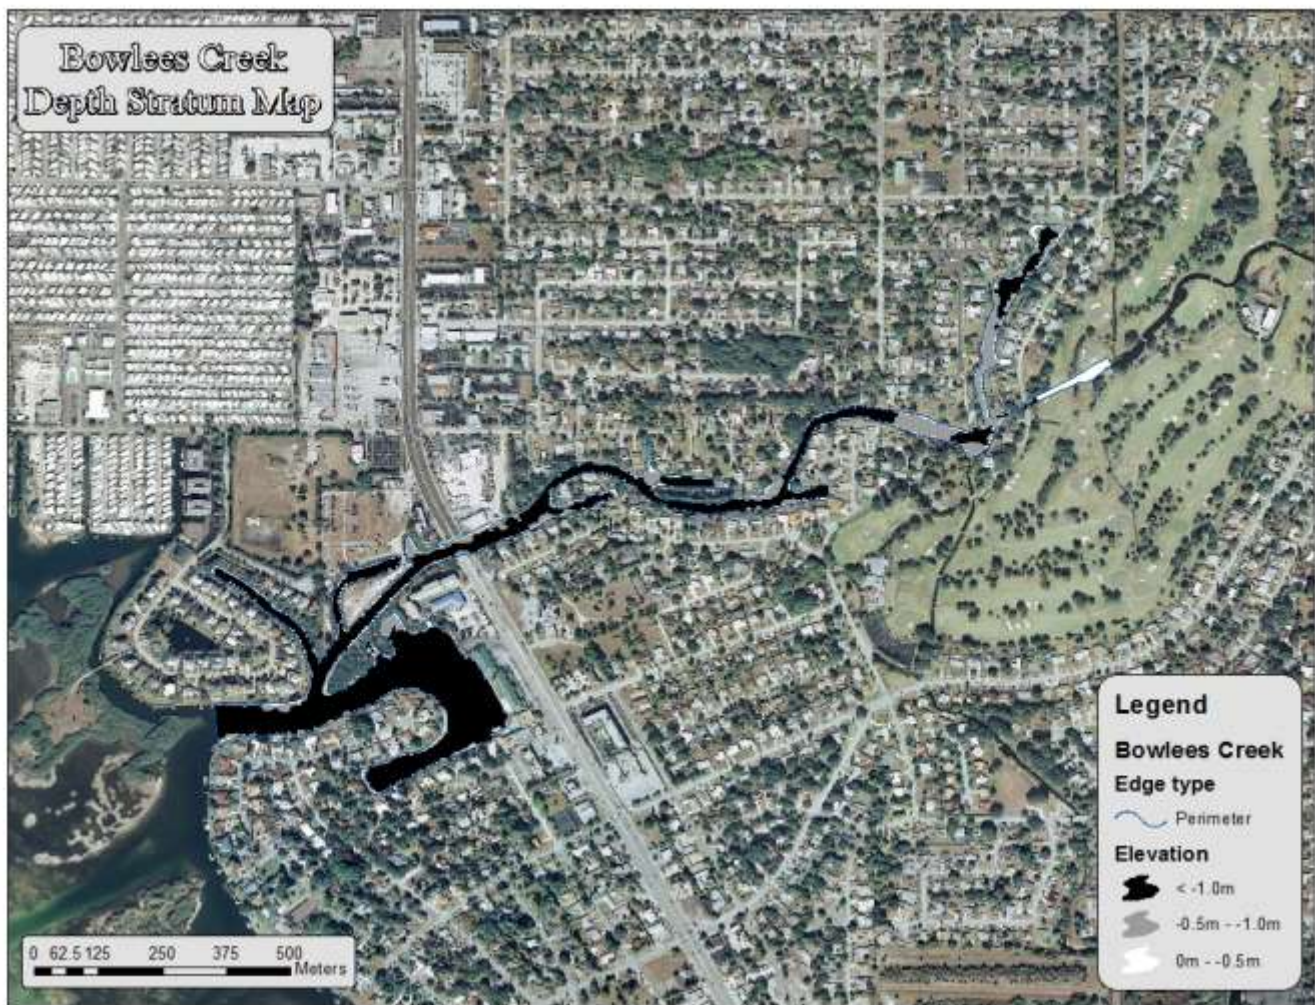 Bowlees Creek
Depth Stratum Map
Legend
Bowlees Creek
Edge type
Perimeter
Elevation
< -1.0m
-0.5m - -1.0m
0m - -0.5m
0 62.5 125 250 375 500
Meters